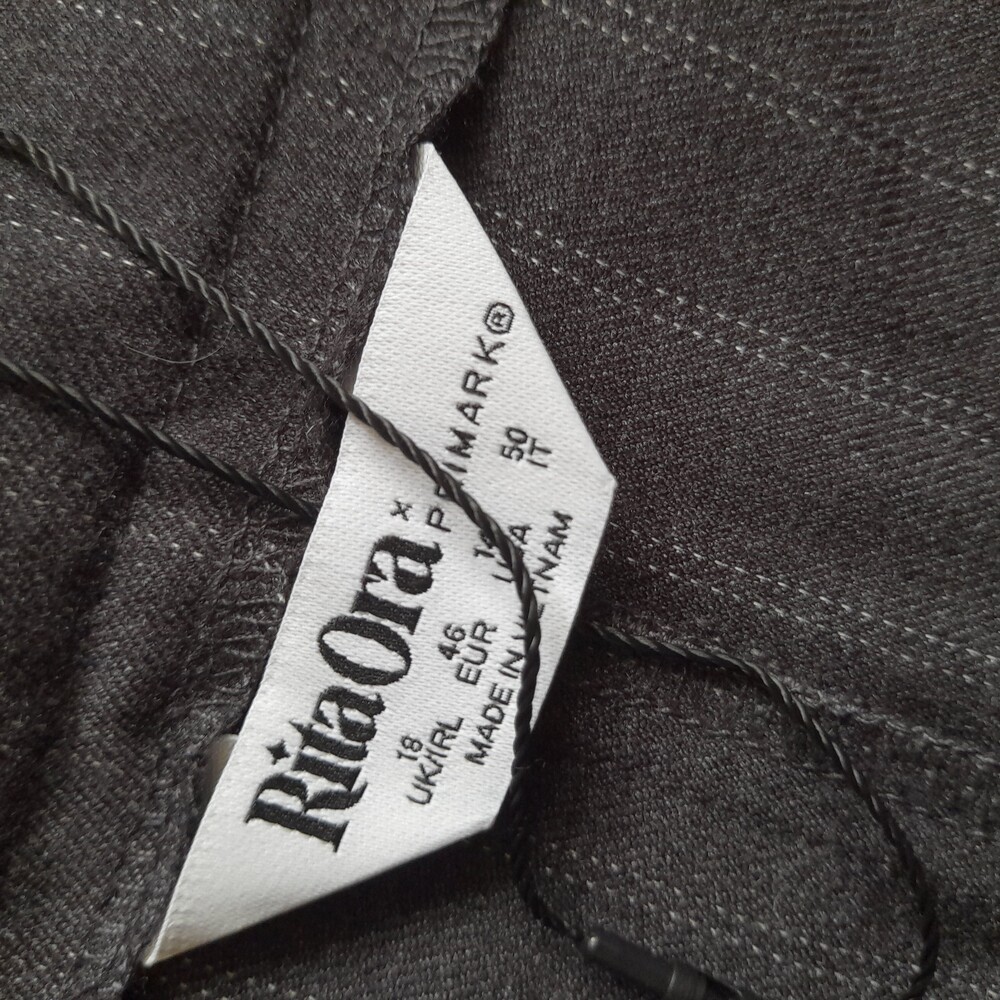 Rita Ora x PRIMARK®
18 46 50
UK/IRL EUR IT
MADE IN